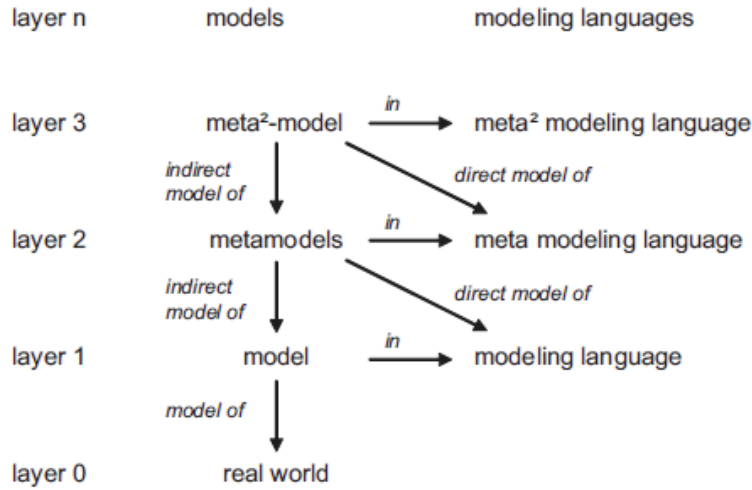 layer n models modeling languages
in
layer 3 meta²-model meta² modeling language
indirect
model of
direct model of
in
layer 2 metamodels meta modeling language
indirect
model of
direct model of
in
layer 1 model modeling language
model of
layer 0 real world